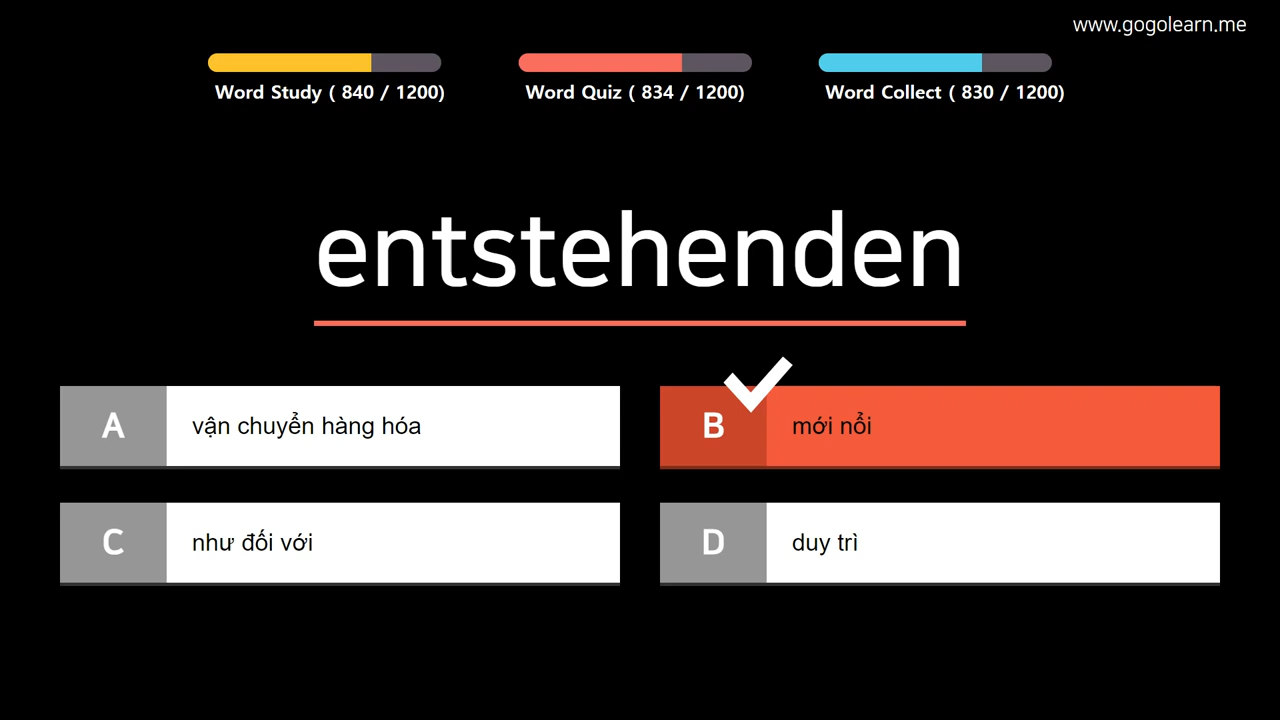 www.gogolearn.me
Word Study ( 840 / 1200)
Word Quiz ( 834 / 1200)
Word Collect ( 830 / 1200)
entstehenden
A
vận chuyển hàng hóa
B
mới nổi
C
như đối với
D
duy trì